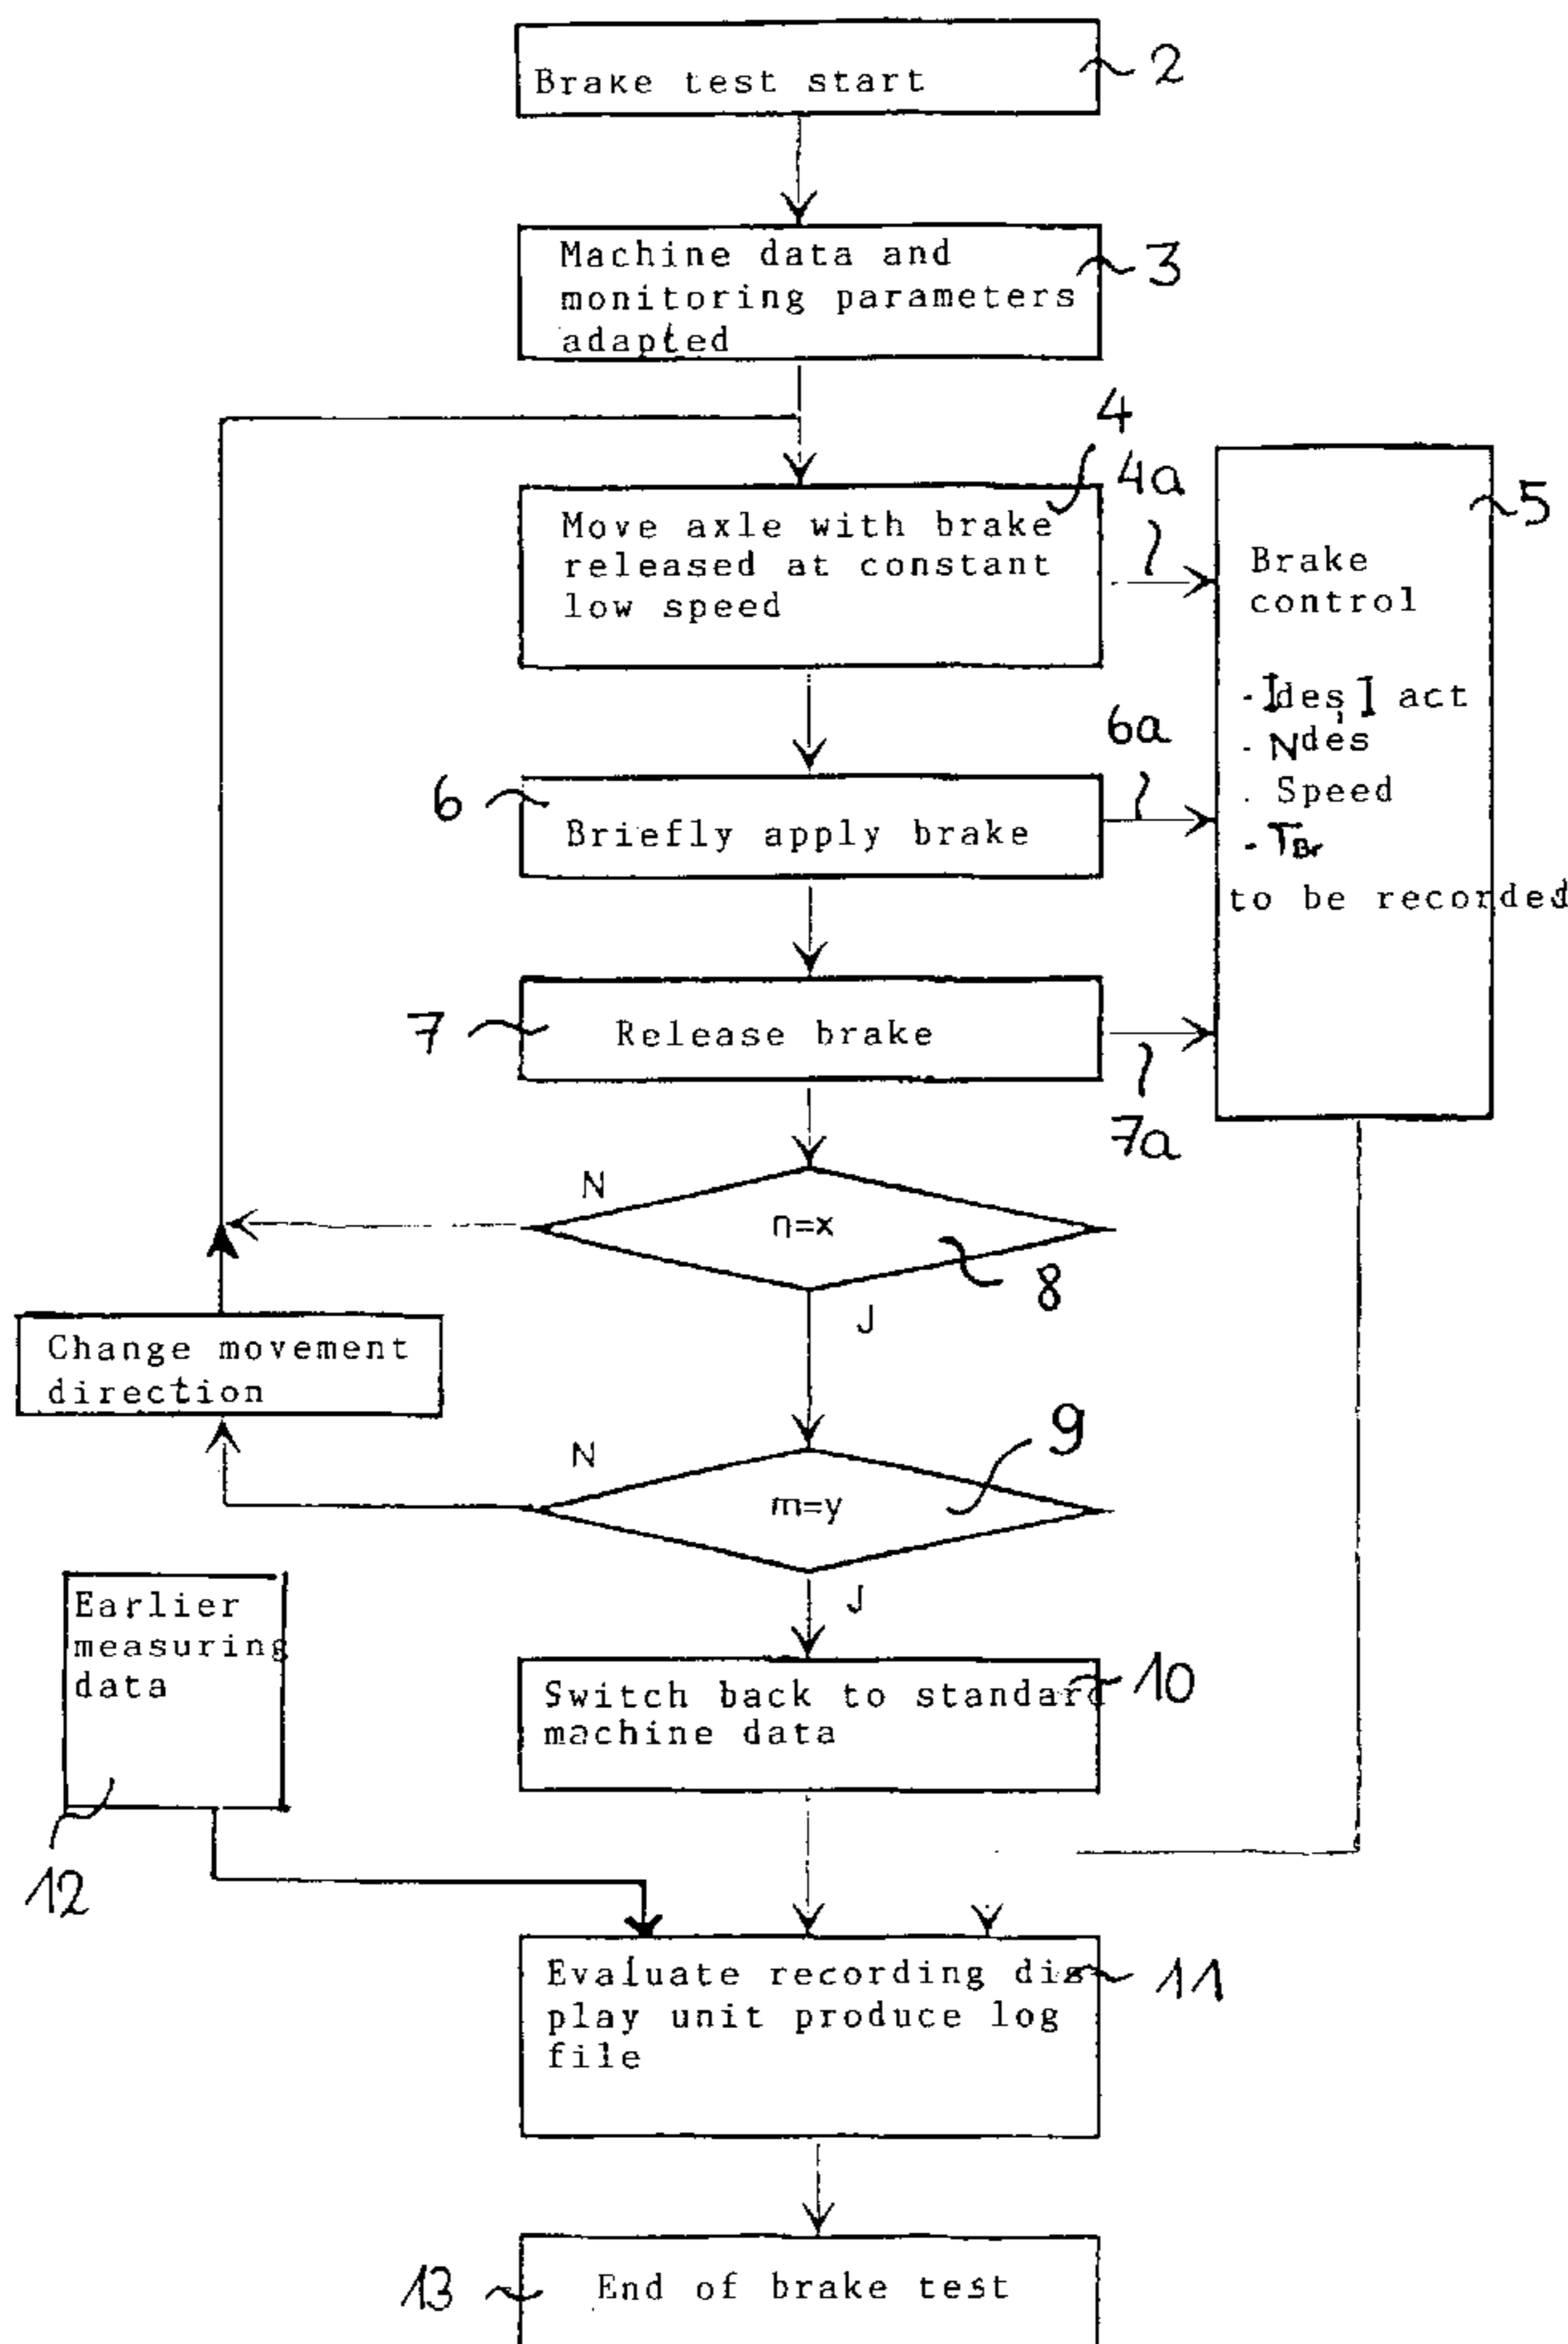 Brake test start
2
Machine data and
monitoring parameters
adapted
3
4
4a
Move axle with brake
released at constant
low speed
5
Brake
control
- Ides, I act
- Ndes
. Speed
- TBr
to be recorded
6
6a
Briefly apply brake
7
Release brake
7a
N
n=x
8
J
Change movement
direction
N
m=y
9
J
Earlier
measuring
data
12
Switch back to standard
machine data
10
Evaluate recording dis
play unit produce log
file
11
13
End of brake test